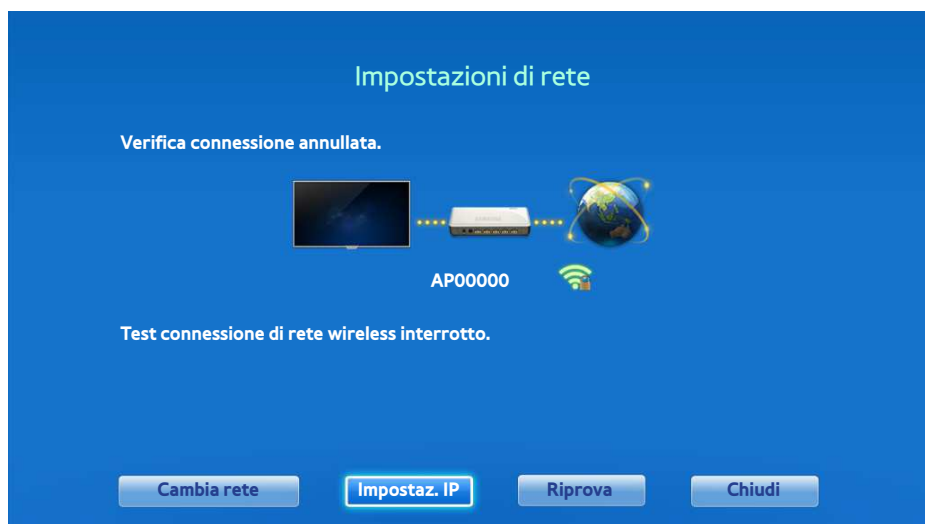 Impostazioni di rete
Verifica connessione annullata.
SAMSUNG
AP00000
Test connessione di rete wireless interrotto.
Cambia rete
Impostaz. IP
Riprova
Chiudi